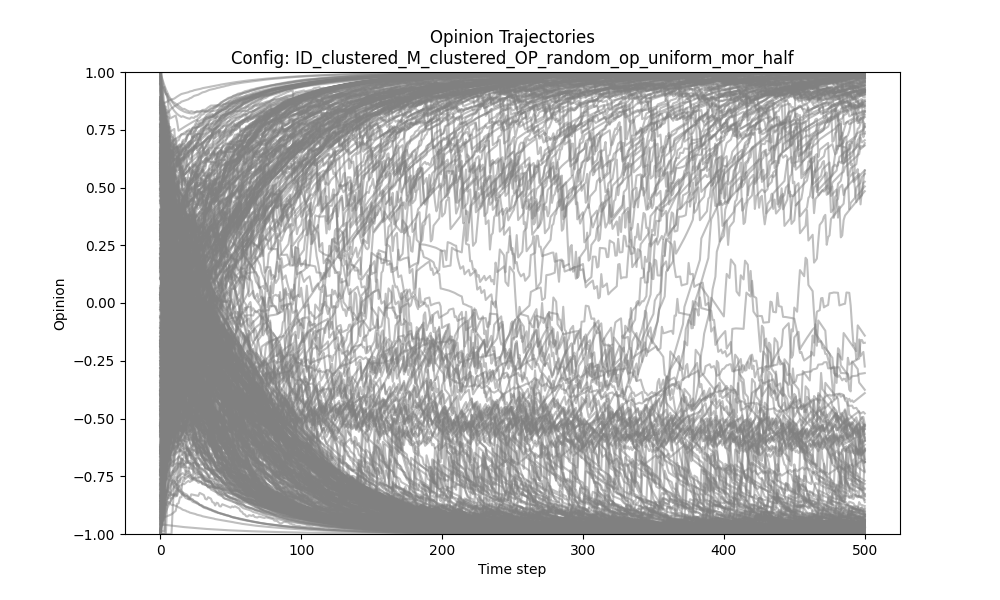 Opinion Trajectories
Config: ID_clustered_M_clustered_OP_random_op_uniform_mor_half
1.00
0.75
0.50
0.25
0.00
−0.25
−0.50
−0.75
−1.00
Opinion
0 100 200 300 400 500
Time step